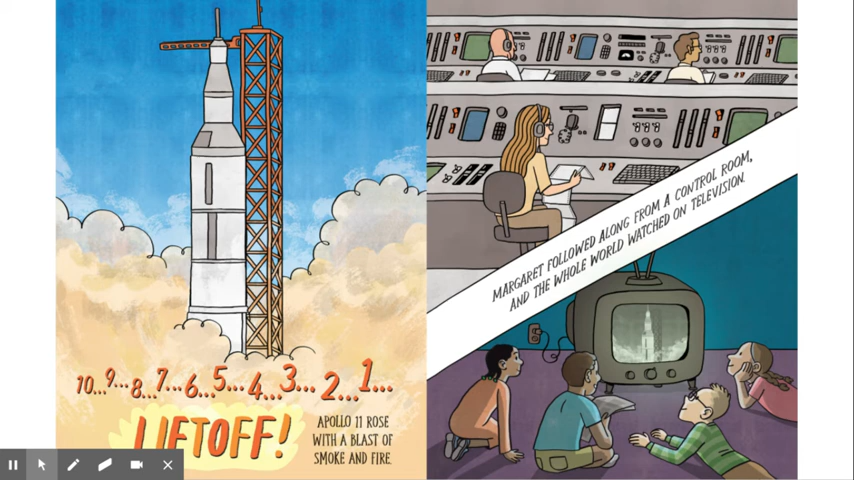 10...9...8...7...6...5...4...3...2...1...
LIFTOFF!
APOLLO 11 ROSE
WITH A BLAST OF
SMOKE AND FIRE.
MARGARET FOLLOWED ALONG FROM A CONTROL ROOM,
AND THE WHOLE WORLD WATCHED ON TELEVISION.